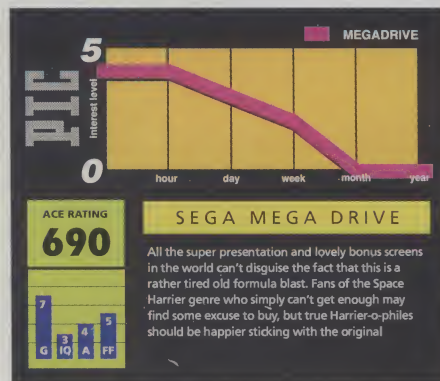 MEGADRIVE
PIC
5
Interest level
0
hour day week month year
ACE RATING
690
SEGA MEGA DRIVE
All the super presentation and lovely bonus screens
in the world can't disguise the fact that this is a
rather tired old formula blast. Fans of the Space
Harrier genre who simply can't get enough may
find some excuse to buy, but true Harrier-o-philes
should be happier sticking with the original
7 3 4 5
G IQ A FF